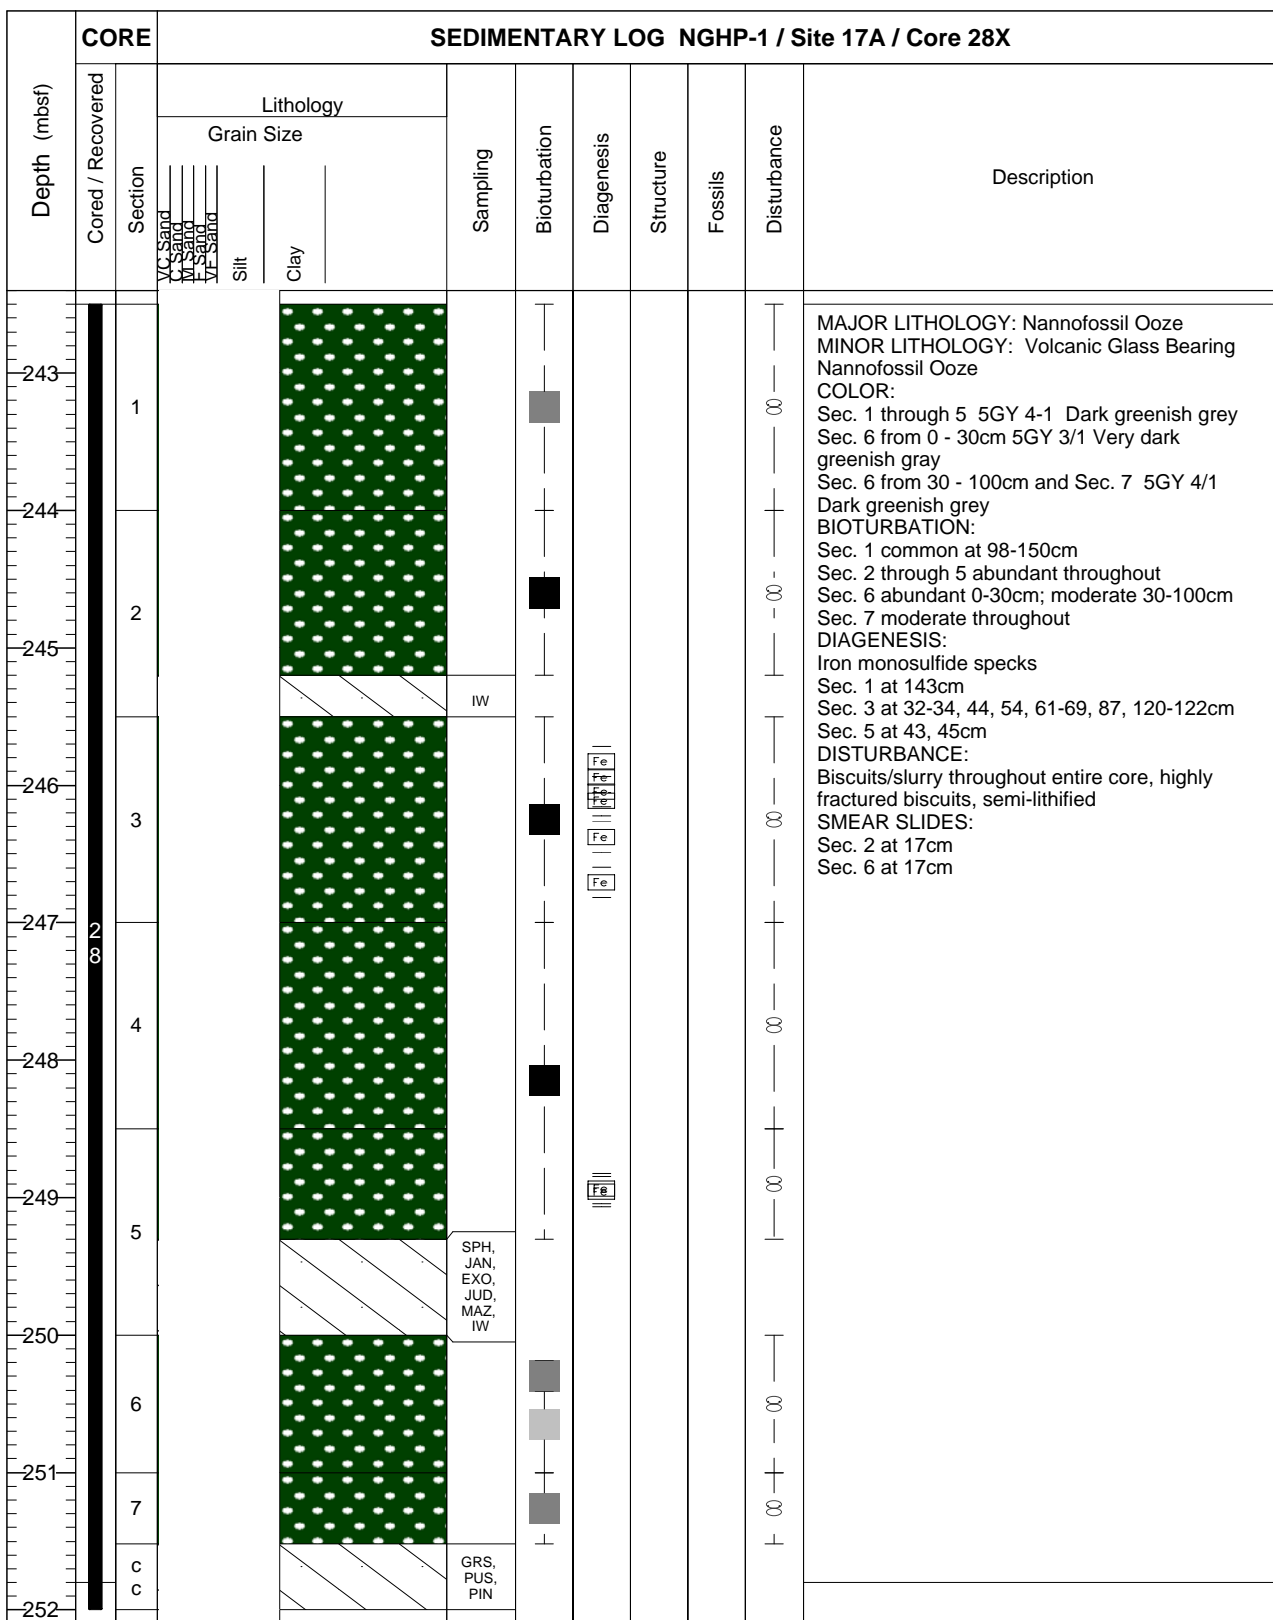 CORE
SEDIMENTARY LOG NGHP-1 / Site 17A / Core 28X
Depth (mbsf)
Cored / Recovered
Section
Lithology
Grain Size
VC Sand
C Sand
M Sand
F Sand
VF Sand
Silt
Clay
Sampling
Bioturbation
Diagenesis
Structure
Fossils
Disturbance
Description
MAJOR LITHOLOGY: Nannofossil Ooze
MINOR LITHOLOGY: Volcanic Glass Bearing
Nannofossil Ooze
COLOR:
Sec. 1 through 5 5GY 4-1 Dark greenish grey
Sec. 6 from 0 - 30cm 5GY 3/1 Very dark
greenish gray
Sec. 6 from 30 - 100cm and Sec. 7 5GY 4/1
Dark greenish grey
BIOTURBATION:
Sec. 1 common at 98-150cm
Sec. 2 through 5 abundant throughout
Sec. 6 abundant 0-30cm; moderate 30-100cm
Sec. 7 moderate throughout
DIAGENESIS:
Iron monosulfide specks
Sec. 1 at 143cm
Sec. 3 at 32-34, 44, 54, 61-69, 87, 120-122cm
Sec. 5 at 43, 45cm
DISTURBANCE:
Biscuits/slurry throughout entire core, highly
fractured biscuits, semi-lithified
SMEAR SLIDES:
Sec. 2 at 17cm
Sec. 6 at 17cm
243
1
244
2
245
IW
246
Fe
Fe
Fe
Fe
3
Fe
Fe
247
2
8
4
248
249
Fe
Fe
5
SPH,
JAN,
EXO,
JUD,
MAZ,
IW
250
6
251
7
c
c
GRS,
PUS,
PIN
252